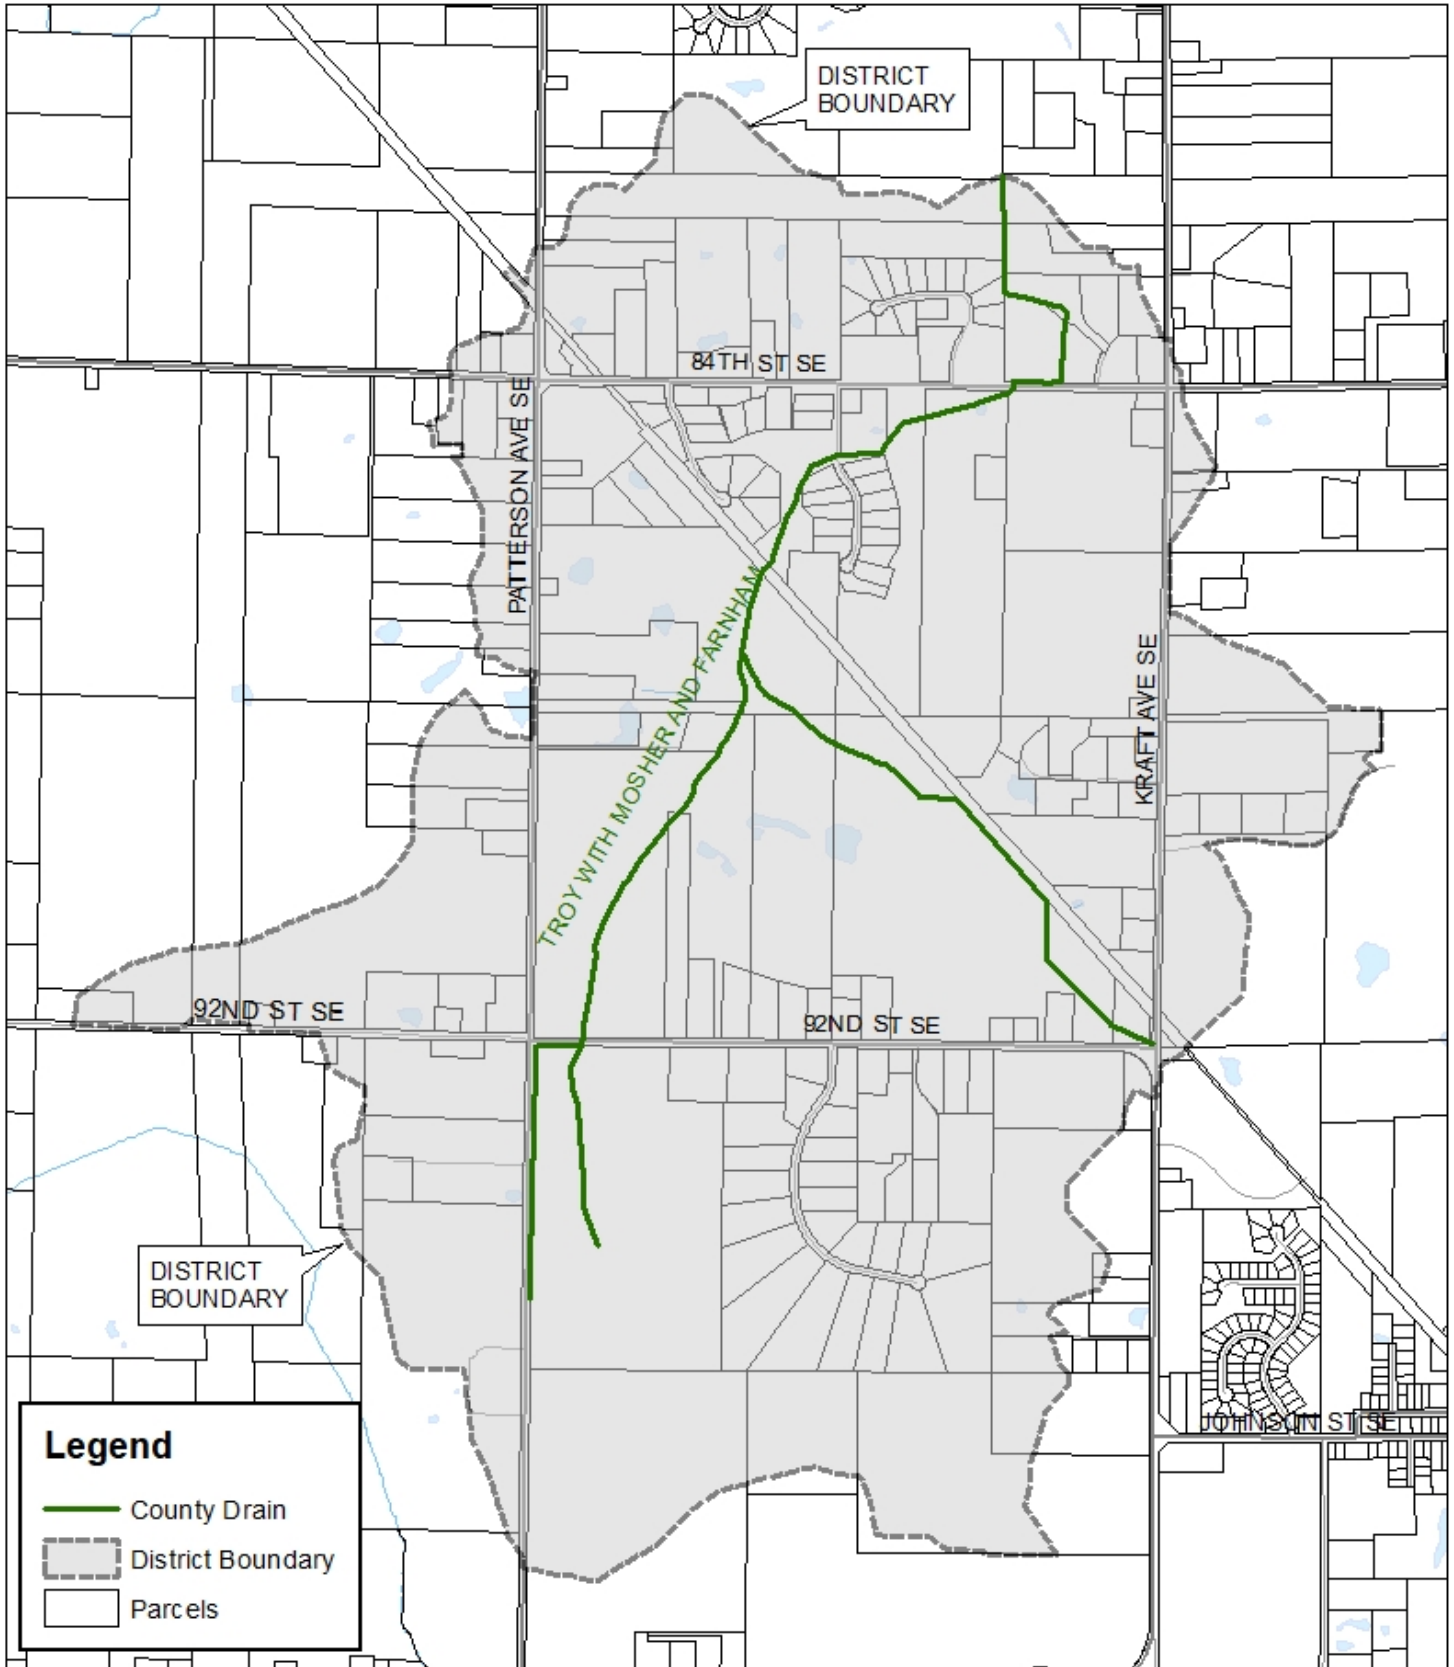 DISTRICT
BOUNDARY
84TH ST SE
PATTERSON AVE SE
TROY WITH MOSHER AND FARNHAM
KRAFT AVE SE
92ND ST SE
92ND ST SE
DISTRICT
BOUNDARY
JOHNSON ST SE
Legend
County Drain
District Boundary
Parcels